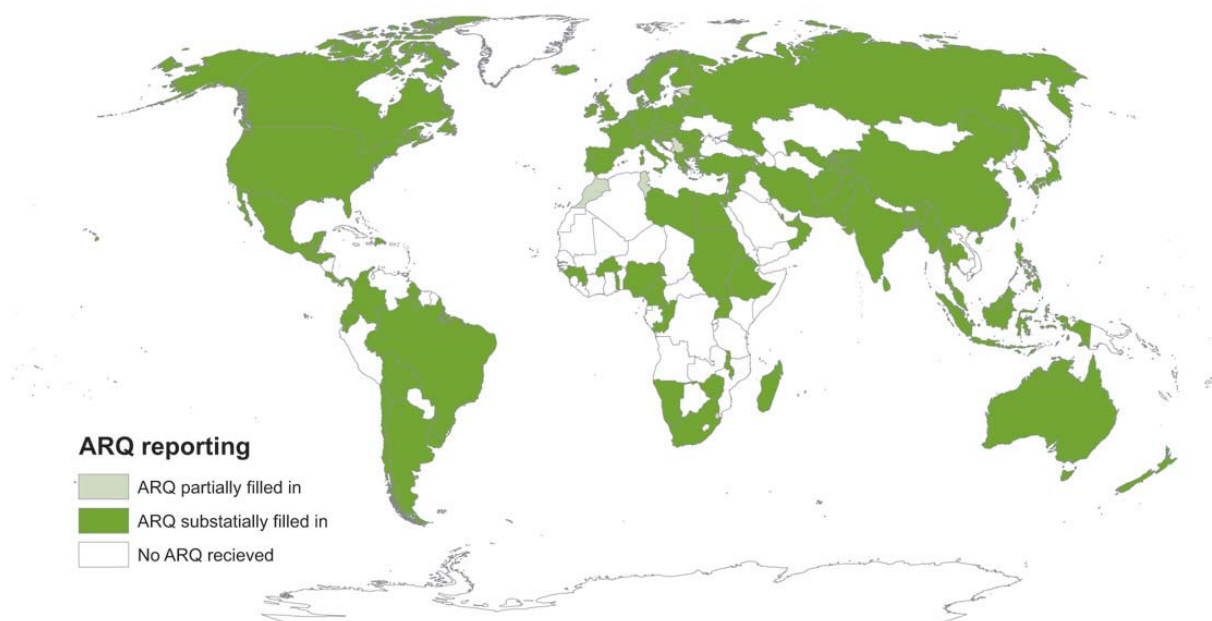 ARQ reporting
ARQ partially filled in
ARQ substatially filled in
No ARQ recieved